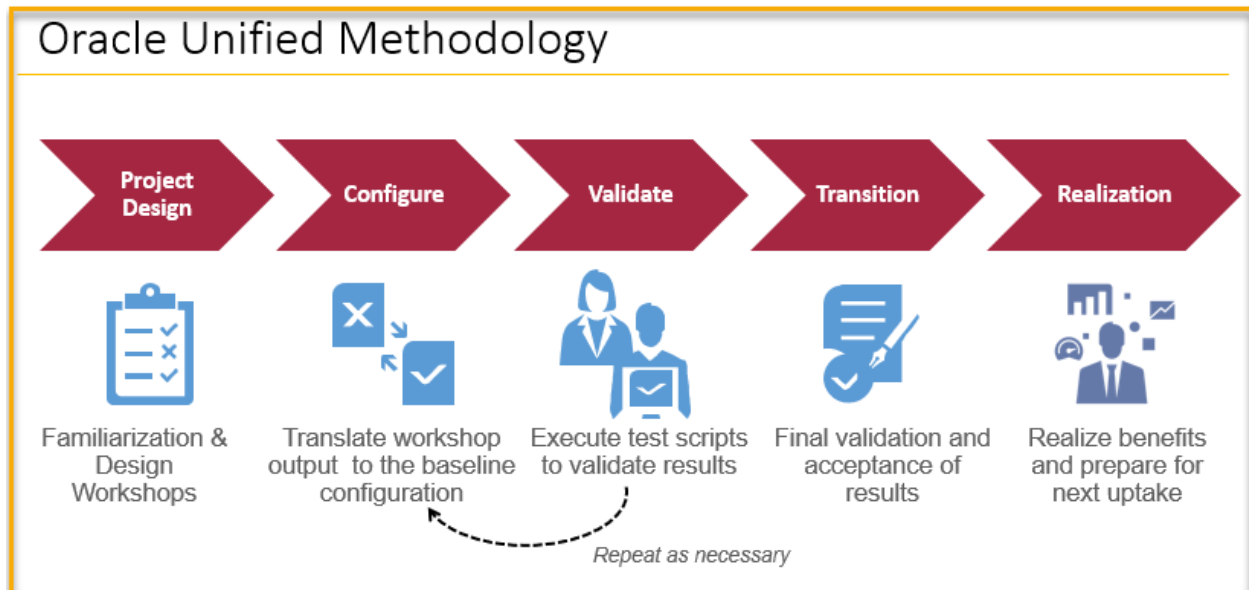 Oracle Unified Methodology
Project
Design
Configure
Validate
Transition
Realization
Familiarization &
Design
Workshops
Translate workshop
output to the baseline
configuration
Execute test scripts
to validate results
Final validation and
acceptance of
results
Realize benefits
and prepare for
next uptake
Repeat as necessary